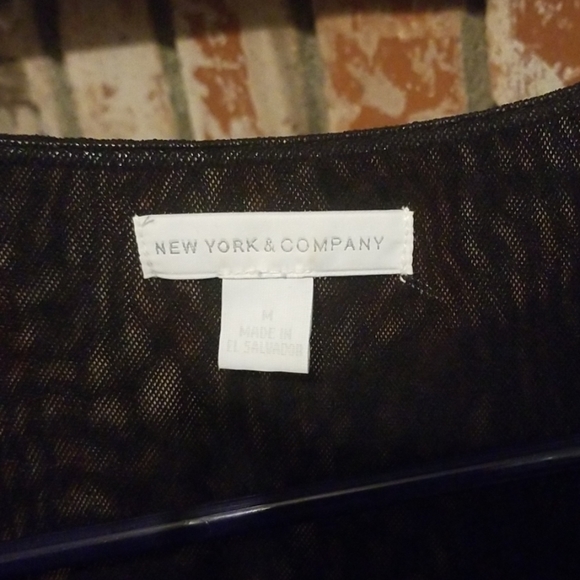 NEW YORK & COMPANY
M
MADE IN
EL SALVADOR